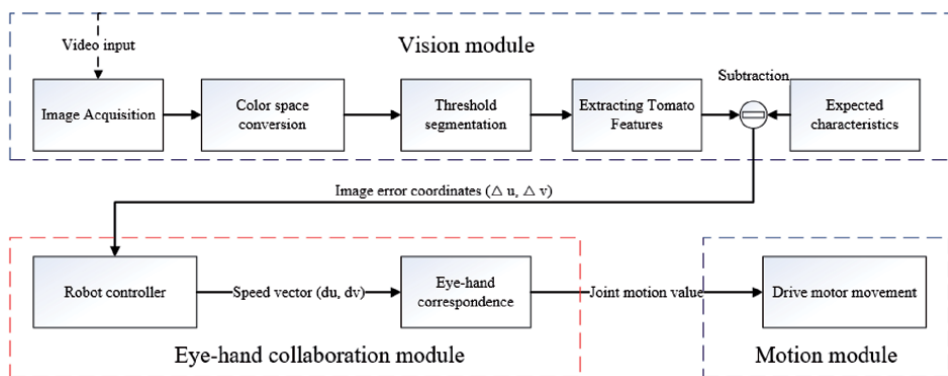 Video input
Vision module
Subtraction
Image Acquisition
Color space
conversion
Threshold
segmentation
Extracting Tomato
Features
Expected
characteristics
Image error coordinates (△ u, △ v)
Robot controller
Speed vector (du, dv)
Eye-hand
correspondence
Joint motion value
Drive motor movement
Eye-hand collaboration module
Motion module